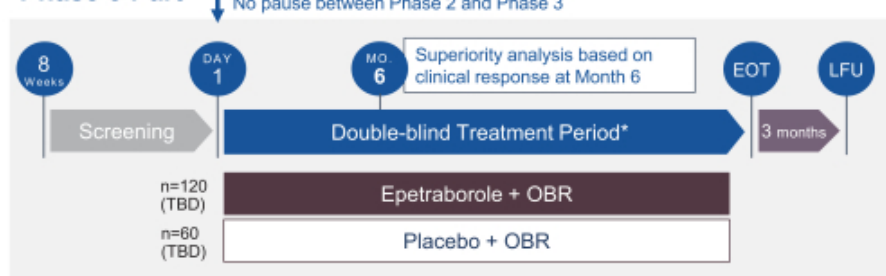 No pause between Phase 2 and Phase 3
8
Weeks
DAY
1
MO.
6
Superiority analysis based on
clinical response at Month 6
EOT
LFU
Screening
Double-blind Treatment Period*
3 months
n=120
(TBD)
Epetraborole + OBR
n=60
(TBD)
Placebo + OBR